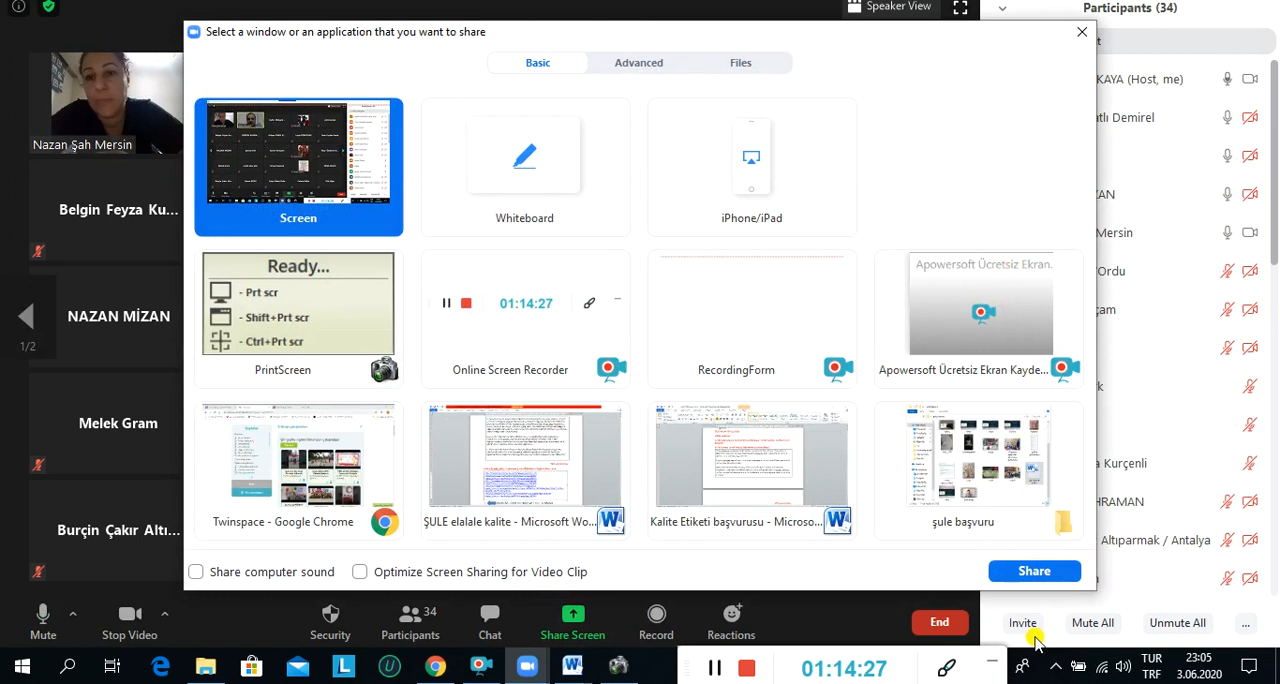 Speaker View
Participants (34)
Select a window or an application that you want to share
Basic
Advanced
Files
KAYA (Host, me)
atlı Demirel
ZAN
Mersin
Ordu
Nazan Şah Mersin
Belgin Feyza Ku...
NAZAN MİZAN
1/2
Melek Gram
Burçin Çakır Altı...
Screen
Whiteboard
iPhone/iPad
Ready...
- Prt scr
- Shift+Prt scr
- Ctrl+Prt scr
PrintScreen
01:14:27
Online Screen Recorder
RecordingForm
Apowersoft Ücretsiz Ekran.
Apowersoft Ücretsiz Ekran Kayde...
Twinspace - Google Chrome
ŞULE elalale kalite - Microsoft Wo...
Kalite Etiketi başvurusu - Microso...
şule başvuru
a Kurçenli
HRAMAN
Altıparmak / Antalya
Share computer sound
Optimize Screen Sharing for Video Clip
Share
Mute
Stop Video
Security
34
Participants
Chat
Share Screen
Record
Reactions
End
Invite
Mute All
Unmute All
...
01:14:27
TUR
TRF
23:05
3.06.2020